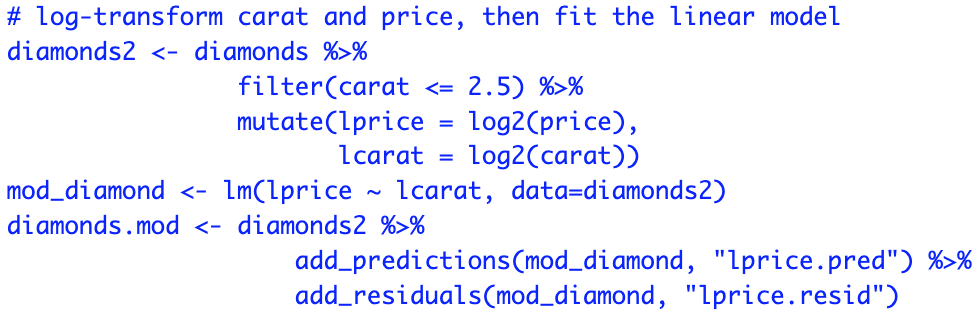 # log-transform carat and price, then fit the linear model
diamonds2 <- diamonds %>%
                filter(carat <= 2.5) %>%
                mutate(lprice = log2(price),
                       lcarat = log2(carat))
mod_diamond <- lm(lprice ~ lcarat, data=diamonds2)
diamonds.mod <- diamonds2 %>%
                    add_predictions(mod_diamond, "lprice.pred") %>%
                    add_residuals(mod_diamond, "lprice.resid")